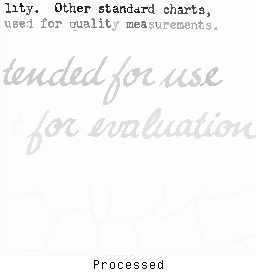 lity. Other standard charts,
used for quality measurements.
tended for use
for evaluation
Processed